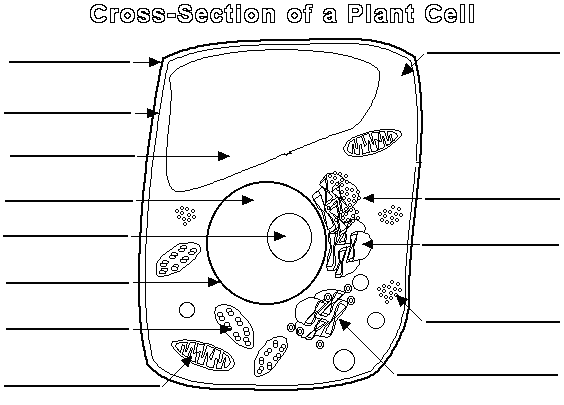 Cross-Section of a Plant Cell